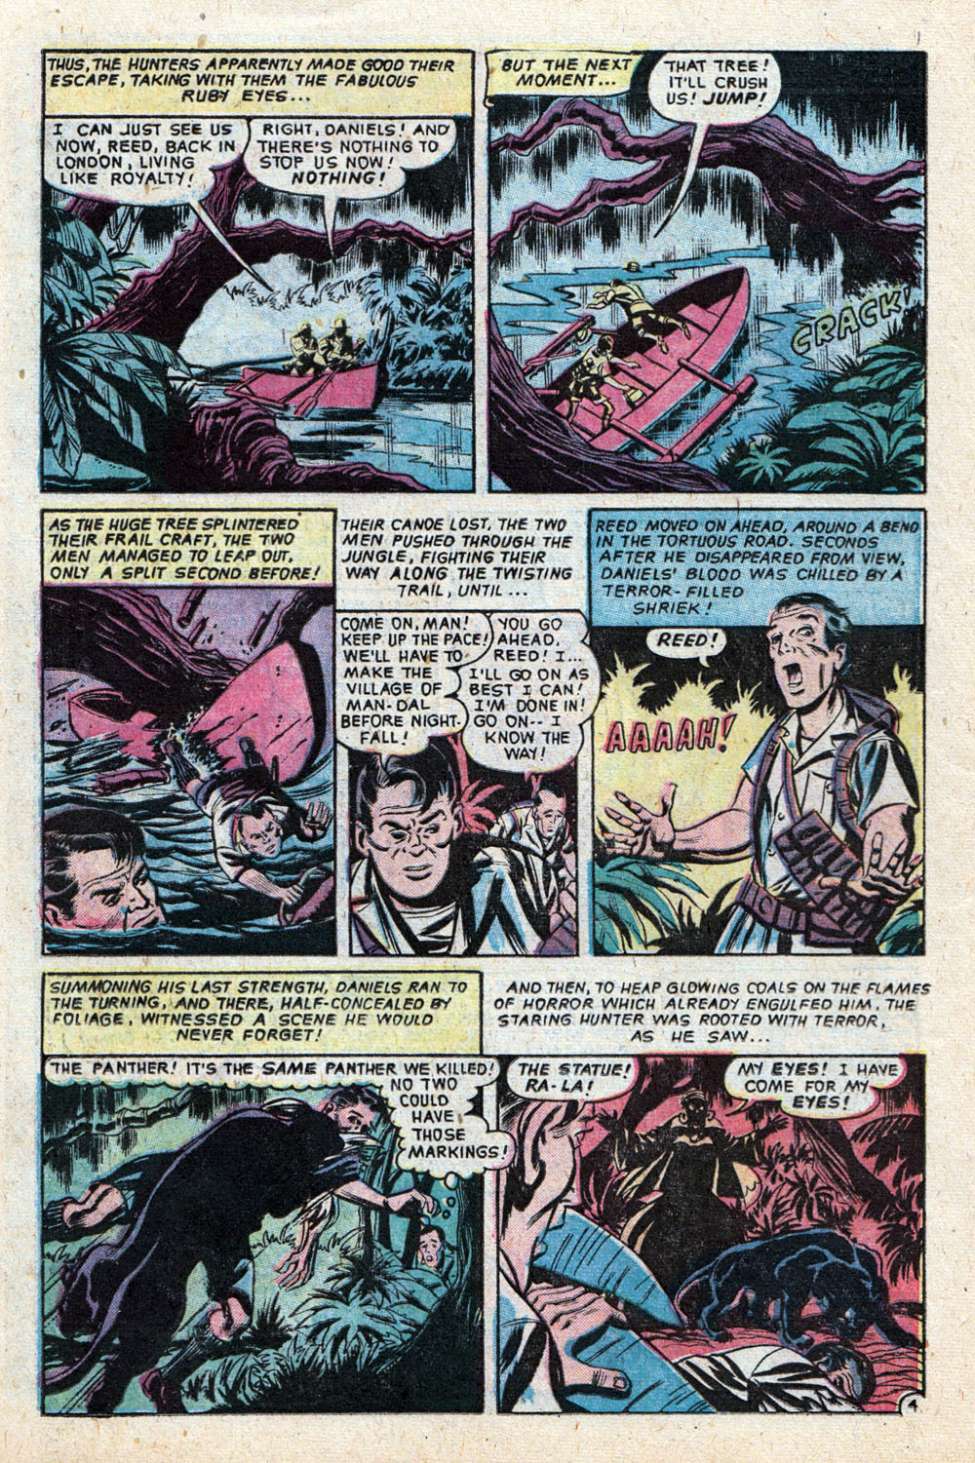 THUS, THE HUNTERS APPARENTLY MADE GOOD THEIR
ESCAPE, TAKING WITH THEM THE FABULOUS
RUBY EYES...
I CAN JUST SEE US
NOW, REED, BACK IN
LONDON, LIVING
LIKE ROYALTY!
RIGHT, DANIELS! AND
THERE'S NOTHING TO
STOP US NOW!
NOTHING!
BUT THE NEXT
MOMENT...
THAT TREE!
IT'LL CRUSH
US! JUMP!
CRACK!
AS THE HUGE TREE SPLINTERED
THEIR FRAIL CRAFT, THE TWO
MEN MANAGED TO LEAP OUT,
ONLY A SPLIT SECOND BEFORE!
THEIR CANOE LOST, THE TWO
MEN PUSHED THROUGH THE
JUNGLE, FIGHTING THEIR
WAY ALONG THE TWISTING
TRAIL, UNTIL...
COME ON, MAN!
KEEP UP THE PACE!
WE'LL HAVE TO
MAKE THE
VILLAGE OF
MAN-DAL
BEFORE NIGHT-
FALL!
YOU GO
AHEAD,
REED! I...
I'LL GO ON AS
BEST I CAN!
I'M DONE IN!
GO ON-- I
KNOW THE
WAY!
REED MOVED ON AHEAD, AROUND A BEND
IN THE TORTUOUS ROAD. SECONDS
AFTER HE DISAPPEARED FROM VIEW,
DANIELS' BLOOD WAS CHILLED BY A
TERROR-FILLED
SHRIEK!
REED!
AAAAH!
SUMMONING HIS LAST STRENGTH, DANIELS RAN TO
THE TURNING, AND THERE, HALF-CONCEALED BY
FOLIAGE, WITNESSED A SCENE HE WOULD
NEVER FORGET!
THE PANTHER! IT'S THE SAME PANTHER WE KILLED!
NO TWO
COULD
HAVE
THOSE
MARKINGS!
AND THEN, TO HEAP GLOWING COALS ON THE FLAMES
OF HORROR WHICH ALREADY ENGULFED HIM, THE
STARING HUNTER WAS ROOTED WITH TERROR,
AS HE SAW...
THE STATUE!
RA-LA!
MY EYES! I HAVE
COME FOR MY
EYES!
4